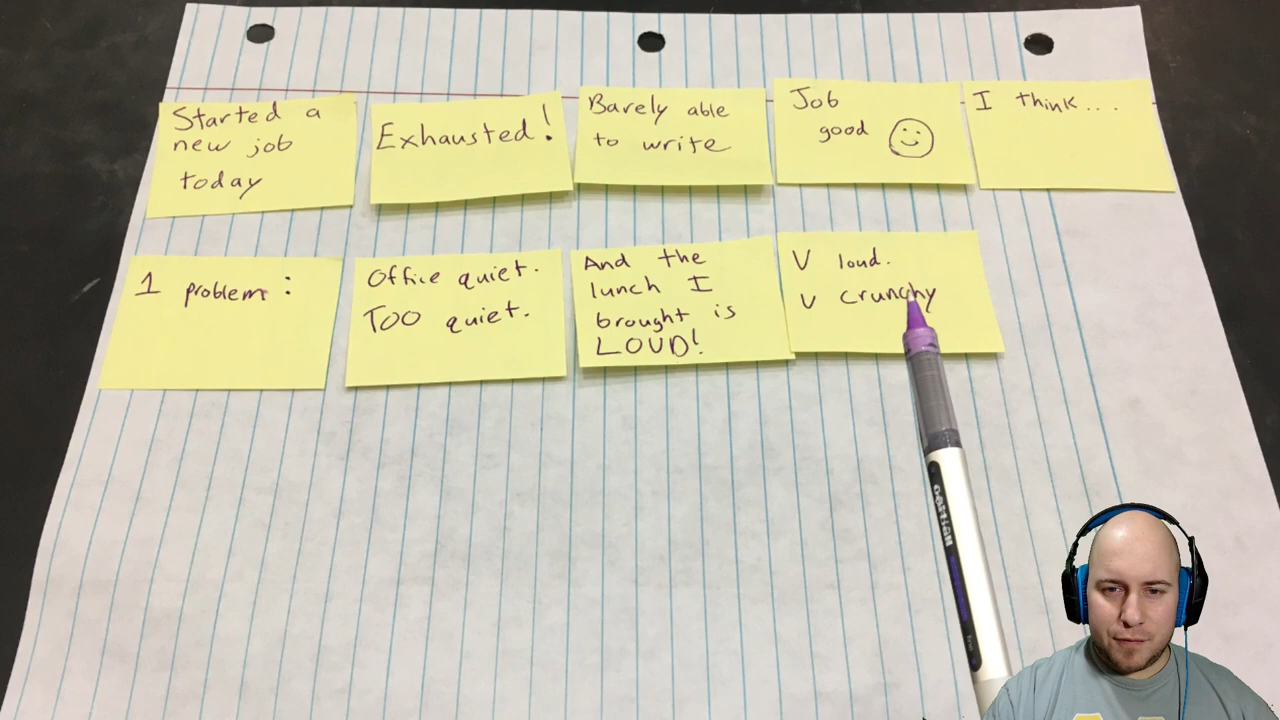 Started a
new job
today
Exhausted!
Barely able
to write
Job
good
I think...
1 problem:
Office quiet.
TOO quiet.
And the
lunch I
brought is
LOUD!
V loud.
V crunchy